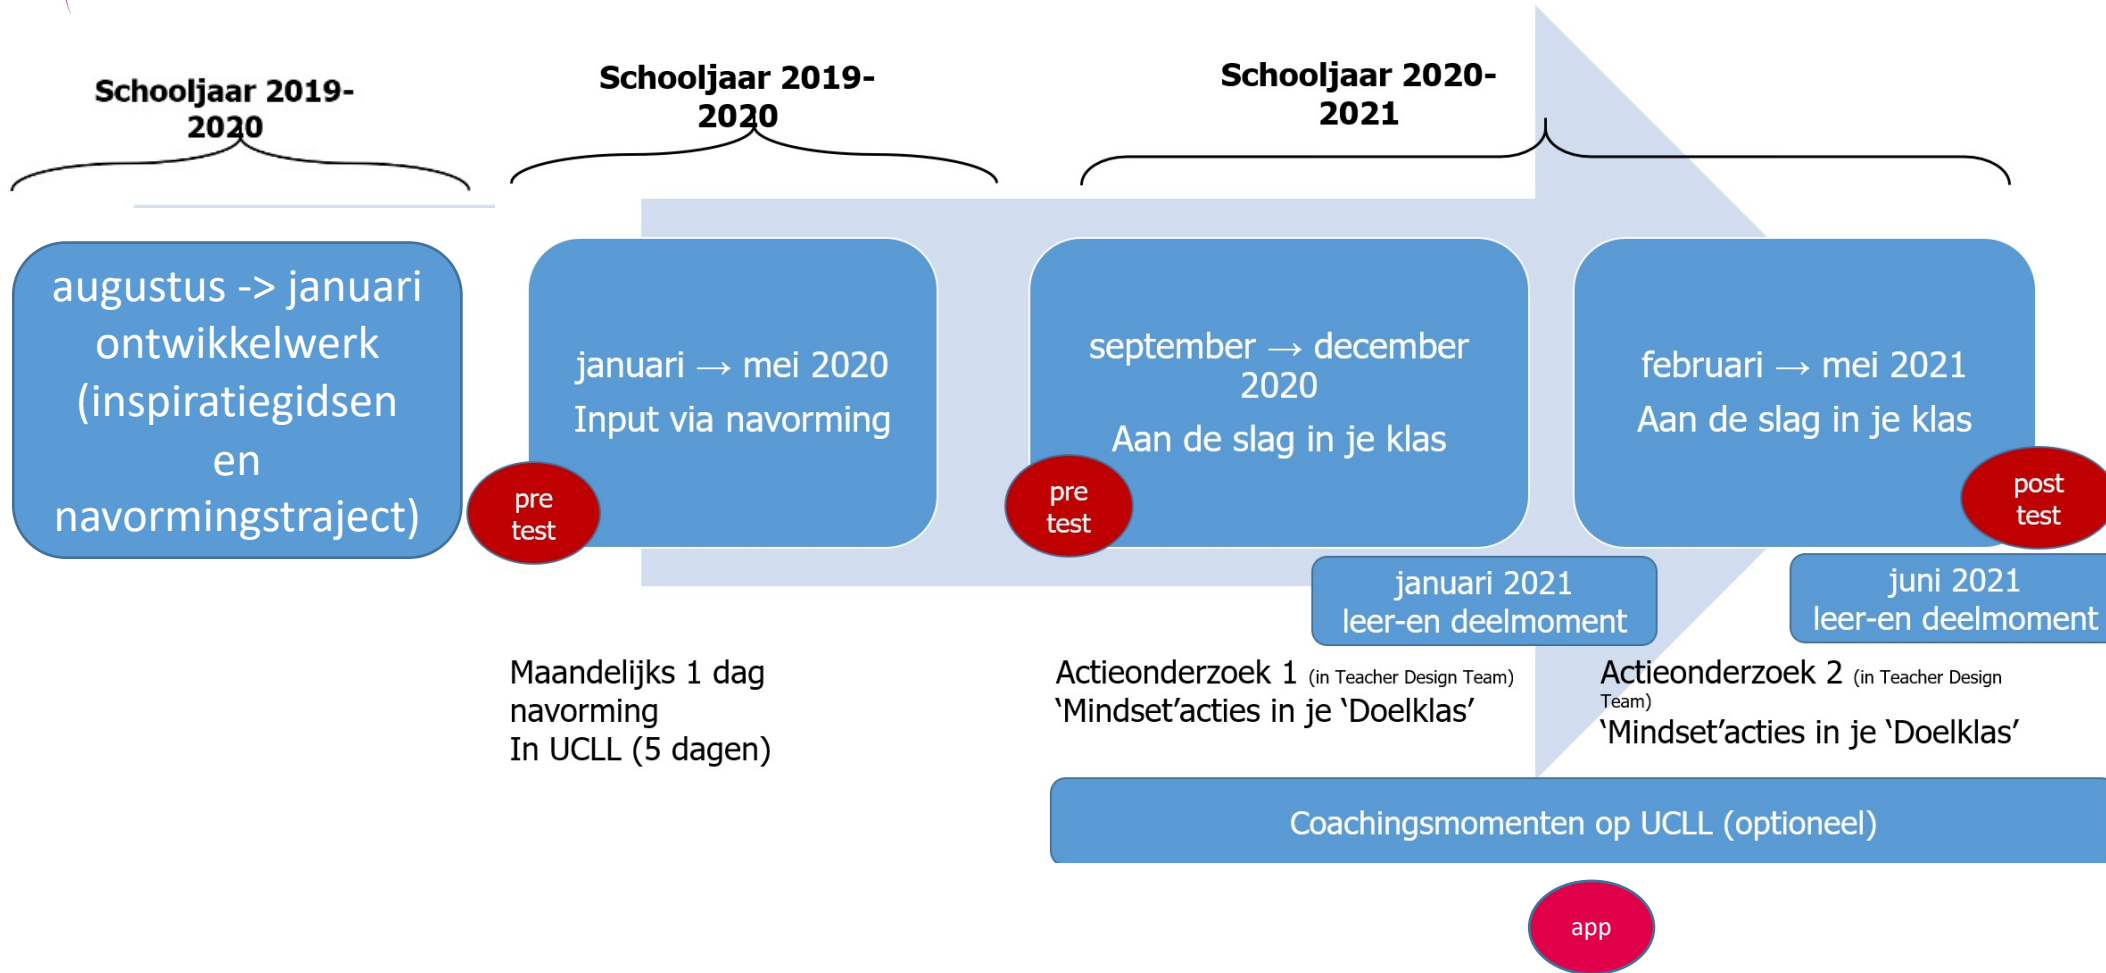 Schooljaar 2019-
2020
Schooljaar 2019-
2020
Schooljaar 2020-
2021
augustus -> januari
ontwikkelwerk
(inspiratiegidsen
en
navormingstraject)
januari → mei 2020
Input via navorming
september → december
2020
Aan de slag in je klas
februari → mei 2021
Aan de slag in je klas
pre
test
pre
test
post
test
januari 2021
leer-en deelmoment
juni 2021
leer-en deelmoment
Maandelijks 1 dag
navorming
In UCLL (5 dagen)
Actieonderzoek 1 (in Teacher Design Team)
‘Mindset’acties in je ‘Doelklas’
Actieonderzoek 2 (in Teacher Design
Team)
‘Mindset’acties in je ‘Doelklas’
Coachingsmomenten op UCLL (optioneel)
app